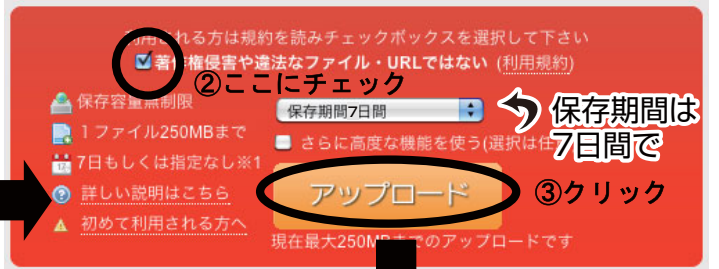 利用される方は規約を読みチェックボックスを選択して下さい
著作権侵害や違法なファイル・URLではない (利用規約)
②ここにチェック
保存容量無制限
保存期間7日間
保存期間は
7日間で
1ファイル250MBまで
さらに高度な機能を使う(選択は任
7日もしくは指定なし※1
アップロード
③クリック
詳しい説明はこちら
初めて利用される方へ
現在最大250MBまでのアップロードです